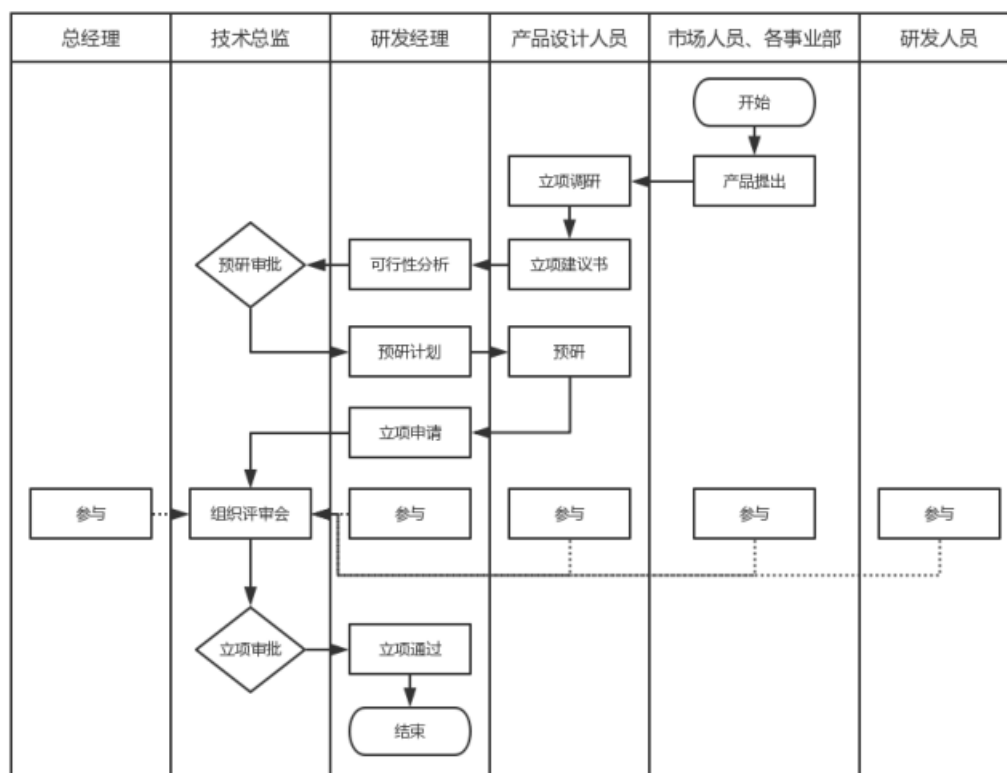 总经理
技术总监
研发经理
产品设计人员
市场人员、各事业部
研发人员
开始
立项调研
产品提出
预研审批
可行性分析
立项建议书
预研计划
预研
立项申请
参与
组织评审会
参与
参与
参与
参与
立项审批
立项通过
结束